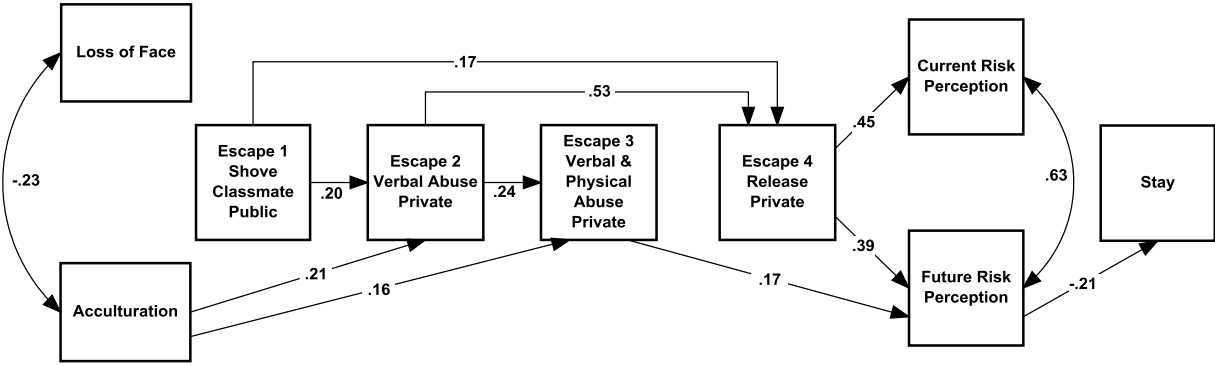 Loss of Face
-.23
Acculturation
Escape 1
Shove
Classmate
Public
.17
.20
.53
Escape 2
Verbal Abuse
Private
.24
.21
.16
Escape 3
Verbal &
Physical
Abuse
Private
Escape 4
Release
Private
.45
.39
.17
Current Risk
Perception
.63
Future Risk
Perception
-.21
Stay